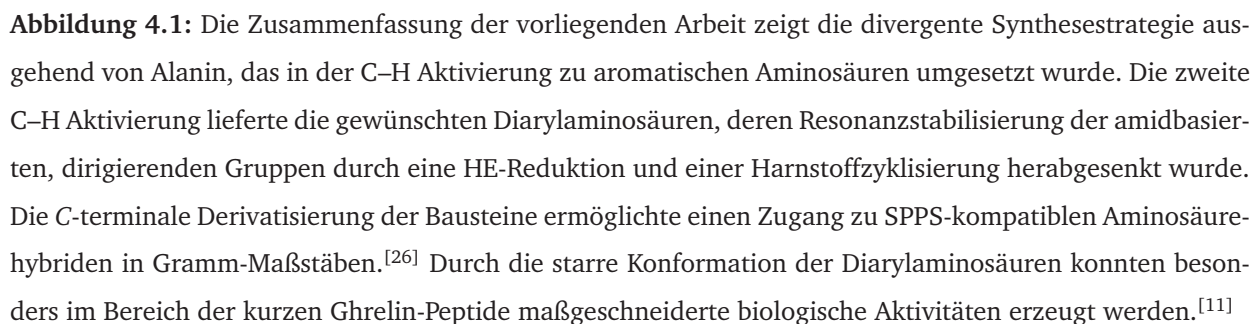 Abbildung 4.1: Die Zusammenfassung der vorliegenden Arbeit zeigt die divergente Synthesestrategie aus-
gehend von Alanin, das in der C–H Aktivierung zu aromatischen Aminosäuren umgesetzt wurde. Die zweite
C–H Aktivierung lieferte die gewünschten Diarylaminosäuren, deren Resonanzstabilisierung der amidbasier-
ten, dirigierenden Gruppen durch eine HE-Reduktion und einer Harnstoffzyklisierung herabgesenkt wurde.
Die C-terminale Derivatisierung der Bausteine ermöglichte einen Zugang zu SPPS-kompatiblen Aminosäure-
hybriden in Gramm-Maßstäben.[26] Durch die starre Konformation der Diarylaminosäuren konnten beson-
ders im Bereich der kurzen Ghrelin-Peptide maßgeschneiderte biologische Aktivitäten erzeugt werden.[11]